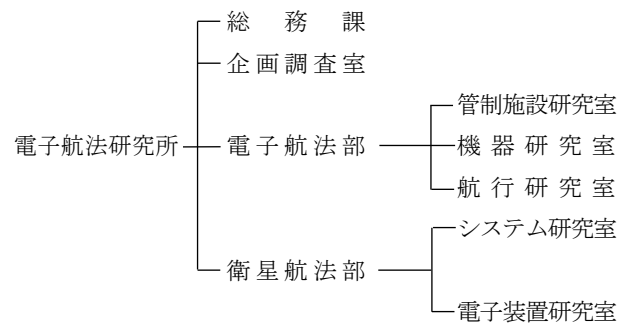 総務課
企画調査室
管制施設研究室
電子航法研究所 電子航法部 機器研究室
航行研究室
システム研究室
衛星航法部
電子装置研究室